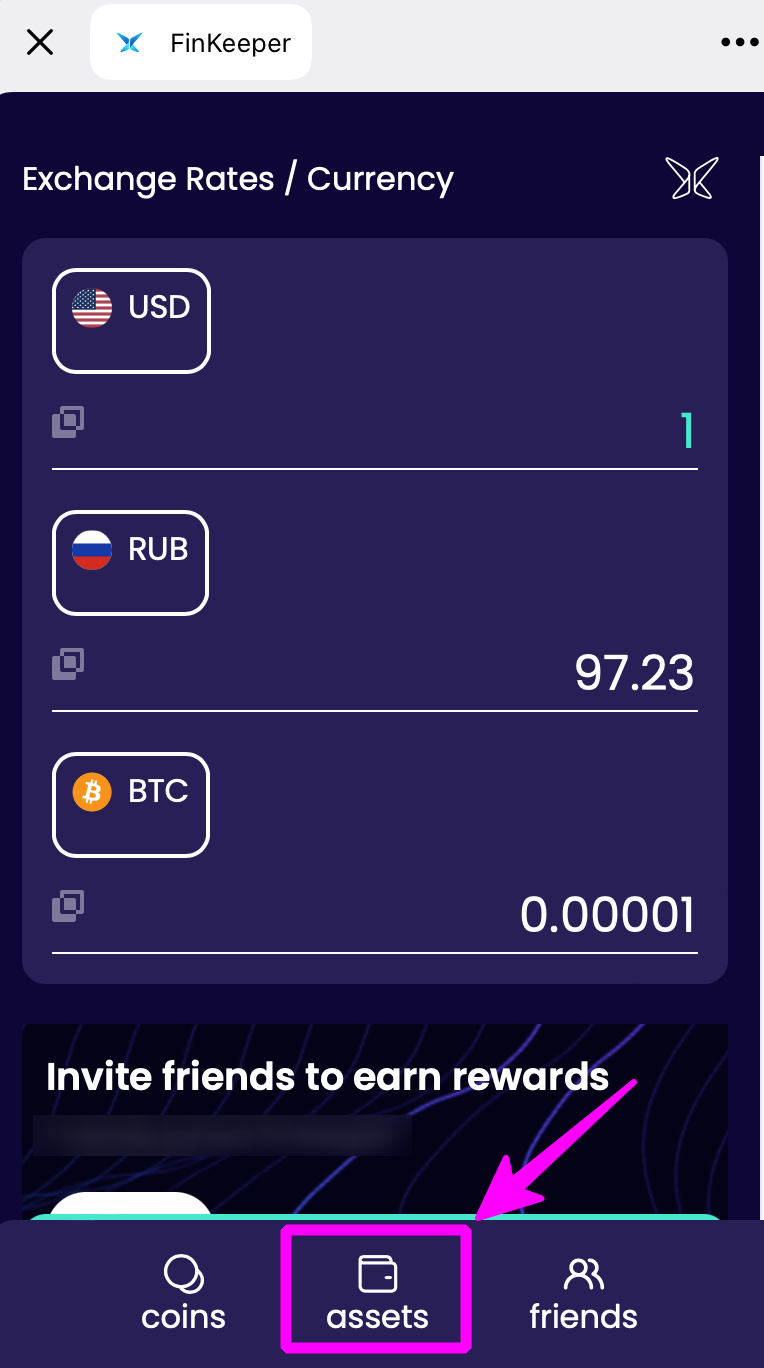 FinKeeper
Exchange Rates / Currency
USD
1
RUB
97.23
BTC
0.00001
Invite friends to earn rewards
coins
assets
friends